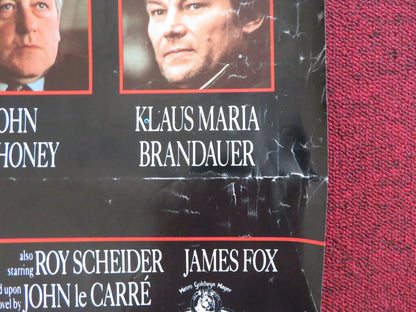 OHN
HONEY
KLAUS MARIA
BRANDAUER
also
starring ROY SCHEIDER JAMES FOX
d upon
novel by JOHN le CARRÉ
Metro Goldwyn Mayer